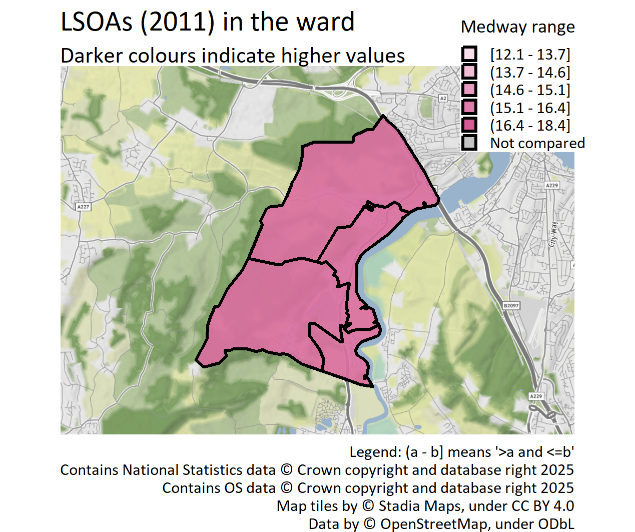 LSOAs (2011) in the ward
Darker colours indicate higher values
Medway range
[12.1 - 13.7]
(13.7 - 14.6]
(14.6 - 15.1]
(15.1 - 16.4]
(16.4 - 18.4]
Not compared
A2
A227
A229
City Way
B2097
A229
Legend: (a - b] means '>a and <=b'
Contains National Statistics data © Crown copyright and database right 2025
Contains OS data © Crown copyright and database right 2025
Map tiles by © Stadia Maps, under CC BY 4.0
Data by © OpenStreetMap, under ODbL